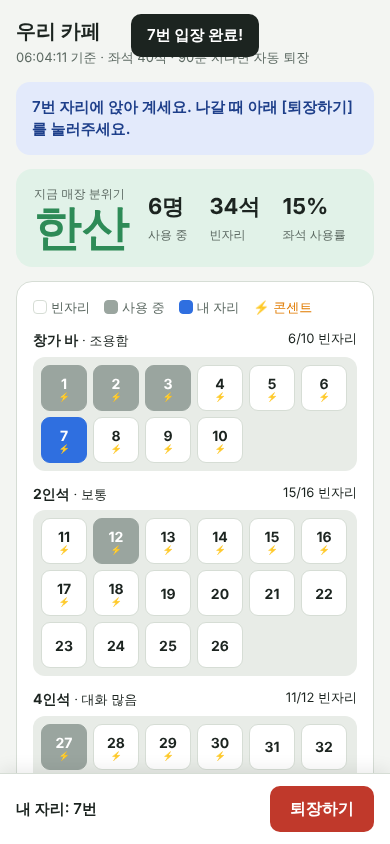 우리 카페
7번 입장 완료!
06:04:11 기준 · 좌석 40석 · 90분 지나면 자동 퇴장
7번 자리에 앉아 계세요. 나갈 때 아래 [퇴장하기]
를 눌러주세요.
지금 매장 분위기
한산
6명 34석 15%
사용 중 빈자리 좌석 사용률
빈자리 사용 중 내 자리 ⚡ 콘센트
창가 바 · 조용함 6/10 빈자리
1 2 3 4 5 6
7 8 9 10
2인석 · 보통 15/16 빈자리
11 12 13 14 15 16
17 18 19 20 21 22
23 24 25 26
4인석 · 대화 많음 11/12 빈자리
27 28 29 30 31 32
내 자리: 7번 퇴장하기